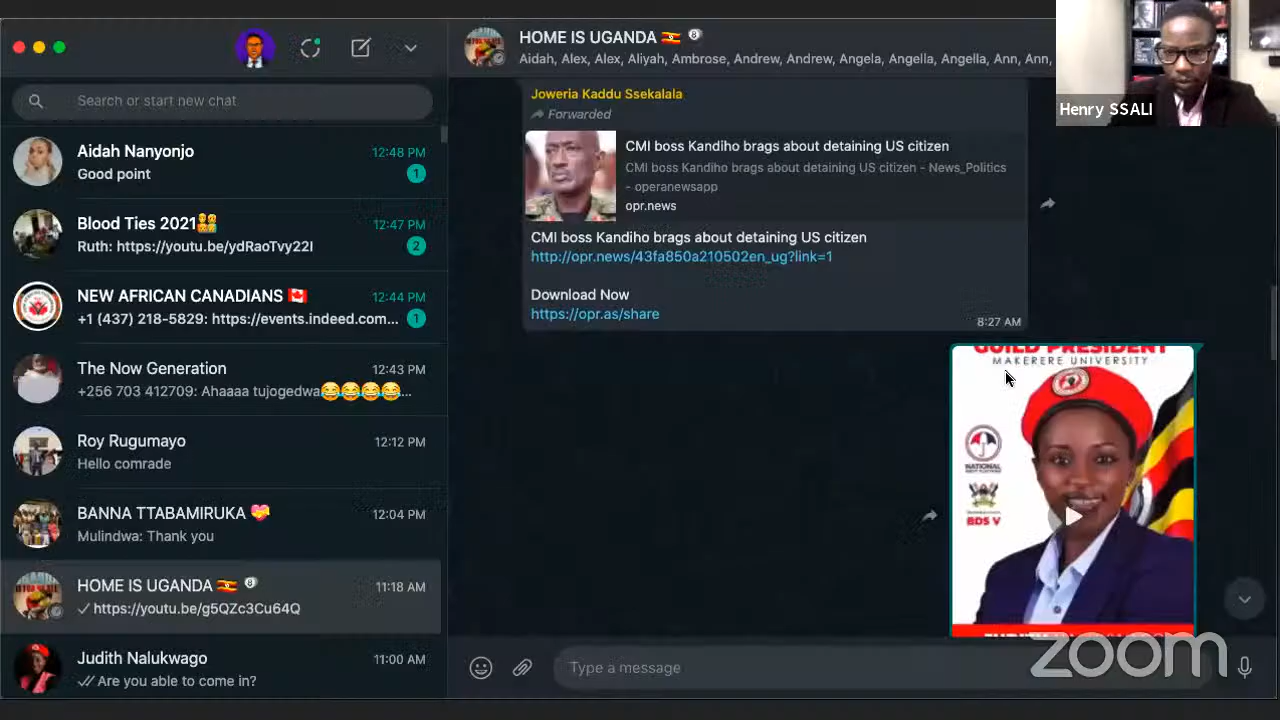 Search or start new chat
Aidah Nanyonjo
12:48 PM
Good point
1
Blood Ties 2021
12:47 PM
Ruth: https://youtu.be/ydRaoTvy22I
2
NEW AFRICAN CANADIANS
12:44 PM
+1 (437) 218-5829: https://events.indeed.com...
1
The Now Generation
12:43 PM
+256 703 412709: Ahaaaa tujogedwa😂😂😂😂...
Roy Rugumayo
12:12 PM
Hello comrade
BANNA TTABAMIRUKA
12:04 PM
Mulindwa: Thank you
HOME IS UGANDA
11:18 AM
https://youtu.be/g5QZc3Cu64Q
Judith Nalukwago
11:00 AM
Are you able to come in?
HOME IS UGANDA
Aidah, Alex, Alex, Aliyah, Ambrose, Andrew, Andrew, Angela, Angella, Angella, Ann, Ann,
Joweria Kaddu Ssekalala
Forwarded
CMI boss Kandiho brags about detaining US citizen
CMI boss Kandiho brags about detaining US citizen - News_Politics
- operanewsapp
opr.news
CMI boss Kandiho brags about detaining US citizen
http://opr.news/43fa850a210502en_ug?link=1
Download Now
https://opr.as/share
8:27 AM
GUILD PRESIDENT
MAKERERE UNIVERSITY
NATIONAL
BDS V
Type a message
Henry SSALI
zoom